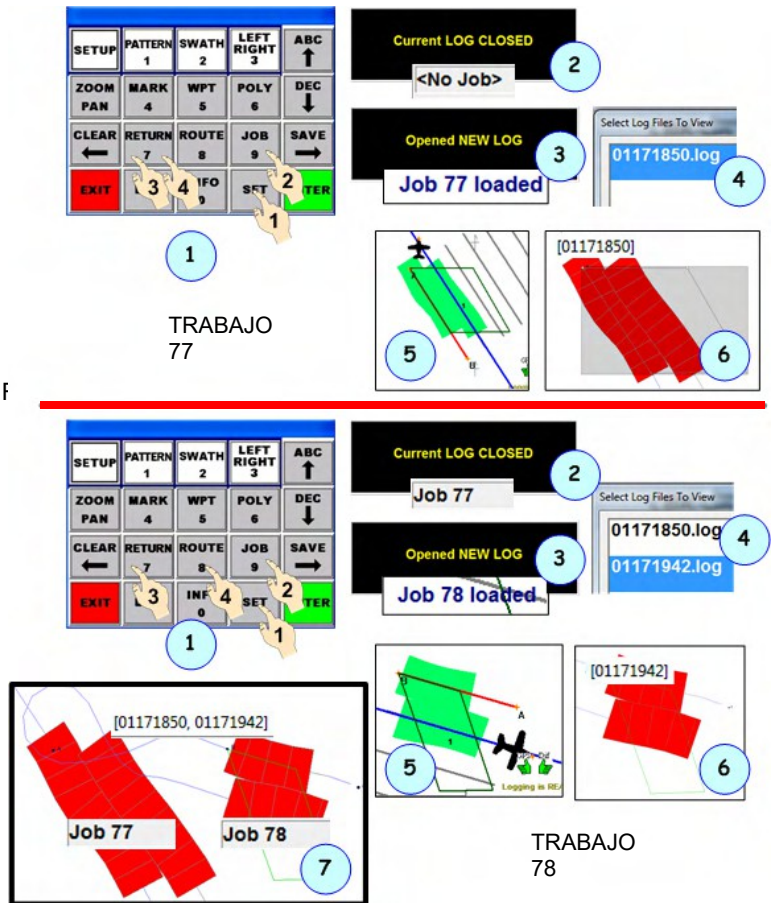 SETUP
PATTERN
1
SWATH
2
LEFT
RIGHT
3
ABC
ZOOM
PAN
MARK
4
WPT
5
POLY
6
DEC
CLEAR
RETURN
7
ROUTE
8
JOB
9
SAVE
EXIT
SET
3
4
2
1
1
TRABAJO
77
Current LOG CLOSED
<No Job>
2
Opened NEW LOG
Job 77 loaded
3
Select Log Files To View
01171850.log
4
1
B
5
[01171850]
6
SETUP
PATTERN
1
SWATH
2
LEFT
RIGHT
3
ABC
ZOOM
PAN
MARK
4
WPT
5
POLY
6
DEC
CLEAR
RETURN
7
ROUTE
8
JOB
9
SAVE
EXIT
SET
3
4
2
1
1
Current LOG CLOSED
Job 77
2
Opened NEW LOG
Job 78 loaded
3
Select Log Files To View
01171850.log
01171942.log
4
B
A
1
Logging is
5
[01171942]
6
[01171850, 01171942]
Job 77
Job 78
7
TRABAJO
78